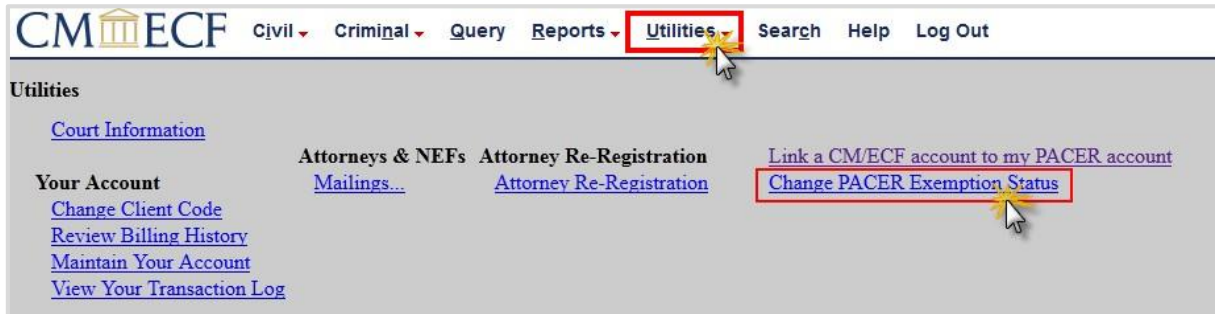 CM ECF Civil Criminal Query Reports Utilities Search Help Log Out
Utilities
Court Information
Attorneys & NEFs Attorney Re-Registration Link a CM/ECF account to my PACER account
Your Account Mailings... Attorney Re-Registration Change PACER Exemption Status
Change Client Code
Review Billing History
Maintain Your Account
View Your Transaction Log